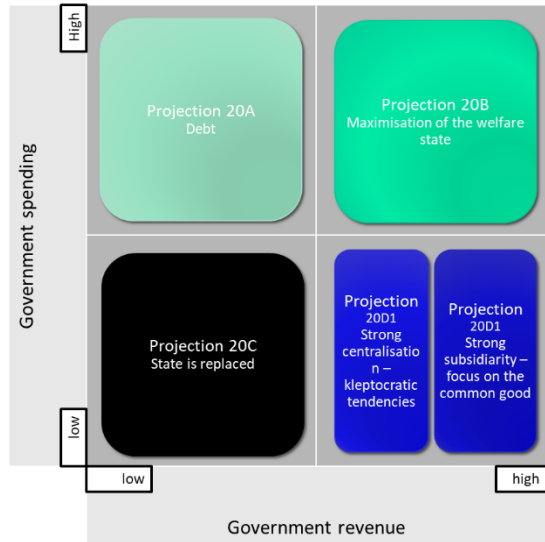 High
Government spending
low
Projection 20A
Debt
Projection 20B
Maximisation of the welfare
state
Projection 20C
State is replaced
Projection
20D1
Strong
centralisatio
n –
kleptocratic
tendencies
Projection
20D1
Strong
subsidiarity –
focus on the
common good
low
high
Government revenue